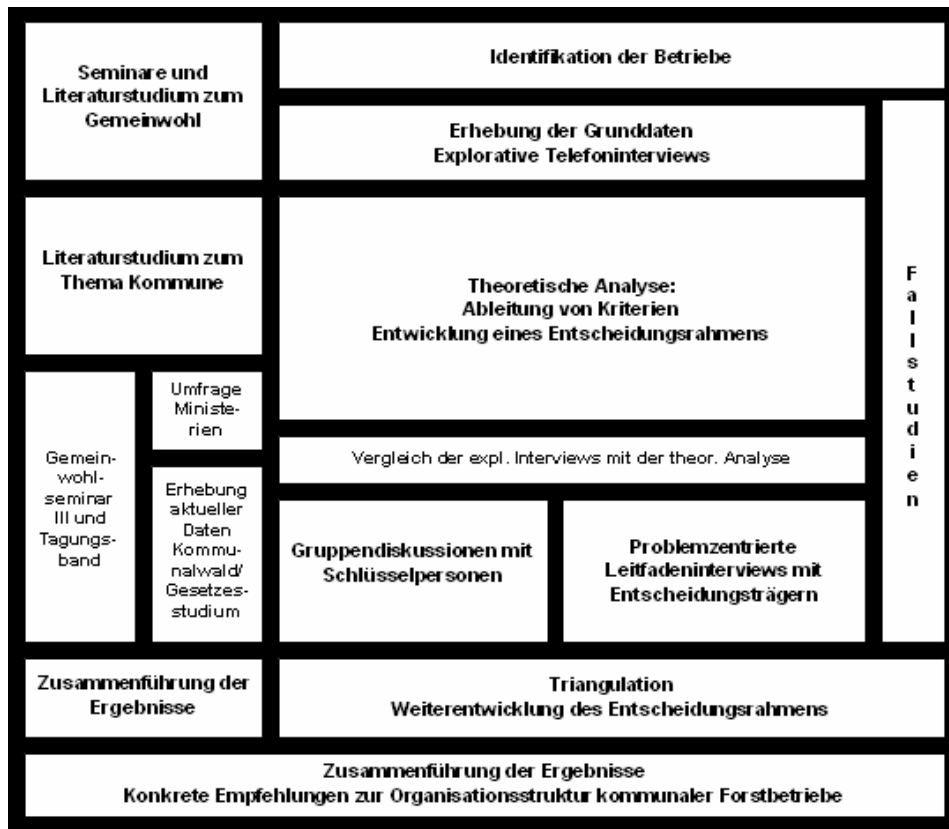 Seminare und
Literaturstudium zum
Gemeinwohl
Identifikation der Betriebe
Erhebung der Grunddaten
Explorative Telefoninterviews
Literaturstudium zum
Thema Kommune
Theoretische Analyse:
Ableitung von Kriterien
Entwicklung eines Entscheidungsrahmens
F
a
l
l
s
t
u
d
i
e
n
Gemein-
wohl-
seminar
III und
Tagungs-
band
Umfrage
Ministe-
rien
Erhebung
aktueller
Daten
Kommu-
nalwald/
Gesetzes-
studium
Vergleich der expl. Interviews mit der theor. Analyse
Gruppendiskussionen mit
Schlüsselpersonen
Problemzentrierte
Leitfadeninterviews mit
Entscheidungsträgern
Zusammenführung der
Ergebnisse
Triangulation
Weiterentwicklung des Entscheidungsrahmens
Zusammenführung der Ergebnisse
Konkrete Empfehlungen zur Organisationsstruktur kommunaler Forstbetriebe